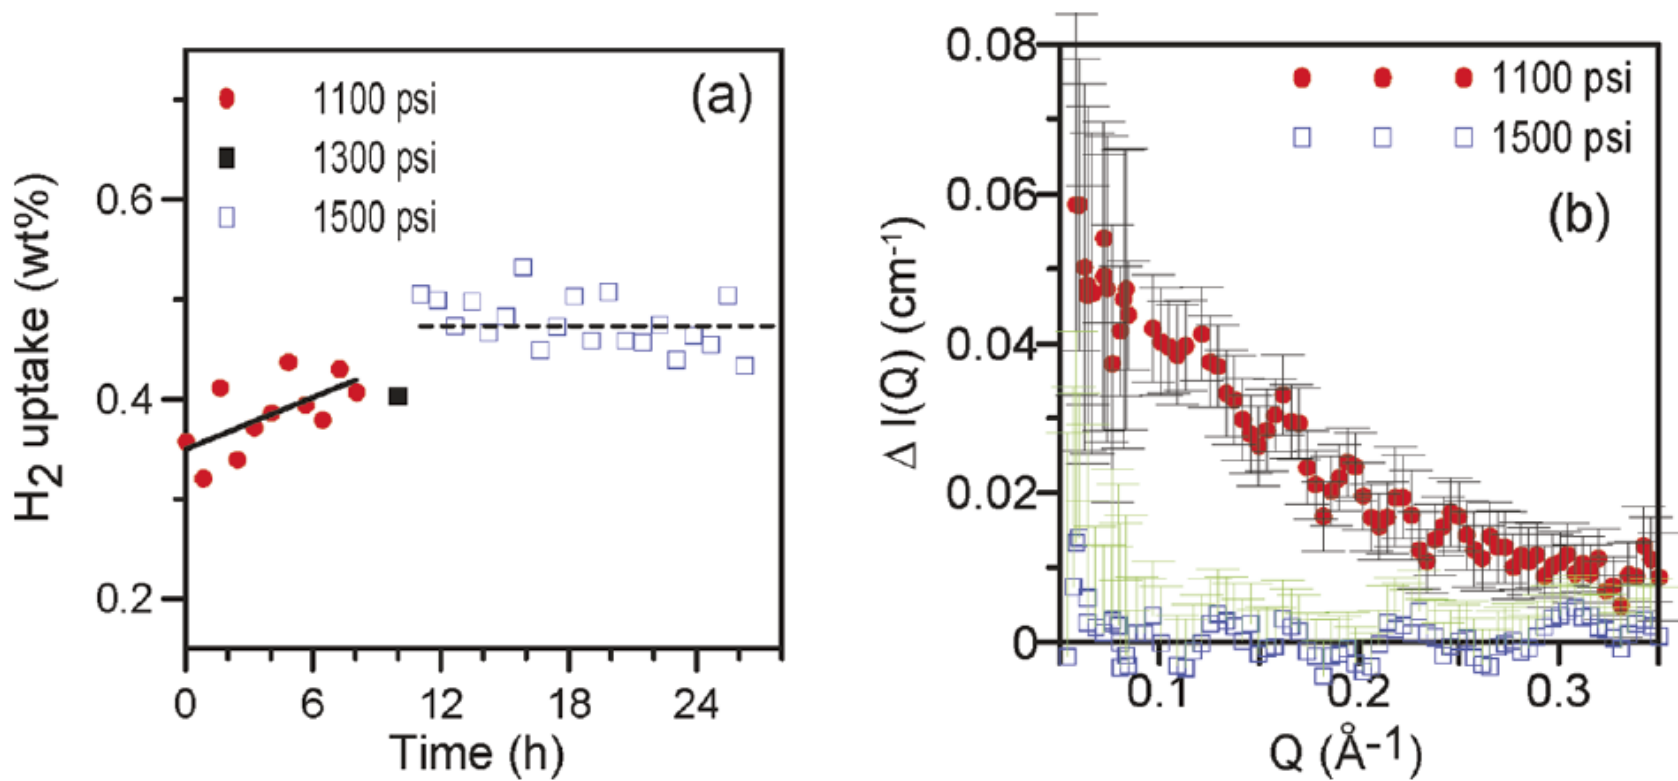 (a)
1100 psi
1300 psi
1500 psi
H2 uptake (wt%)
0.6
0.4
0.2
0 6 12 18 24
Time (h)
(b)
1100 psi
1500 psi
Δ I(Q) (cm-1)
0.08
0.06
0.04
0.02
0
0.1 0.2 0.3
Q (Å-1)